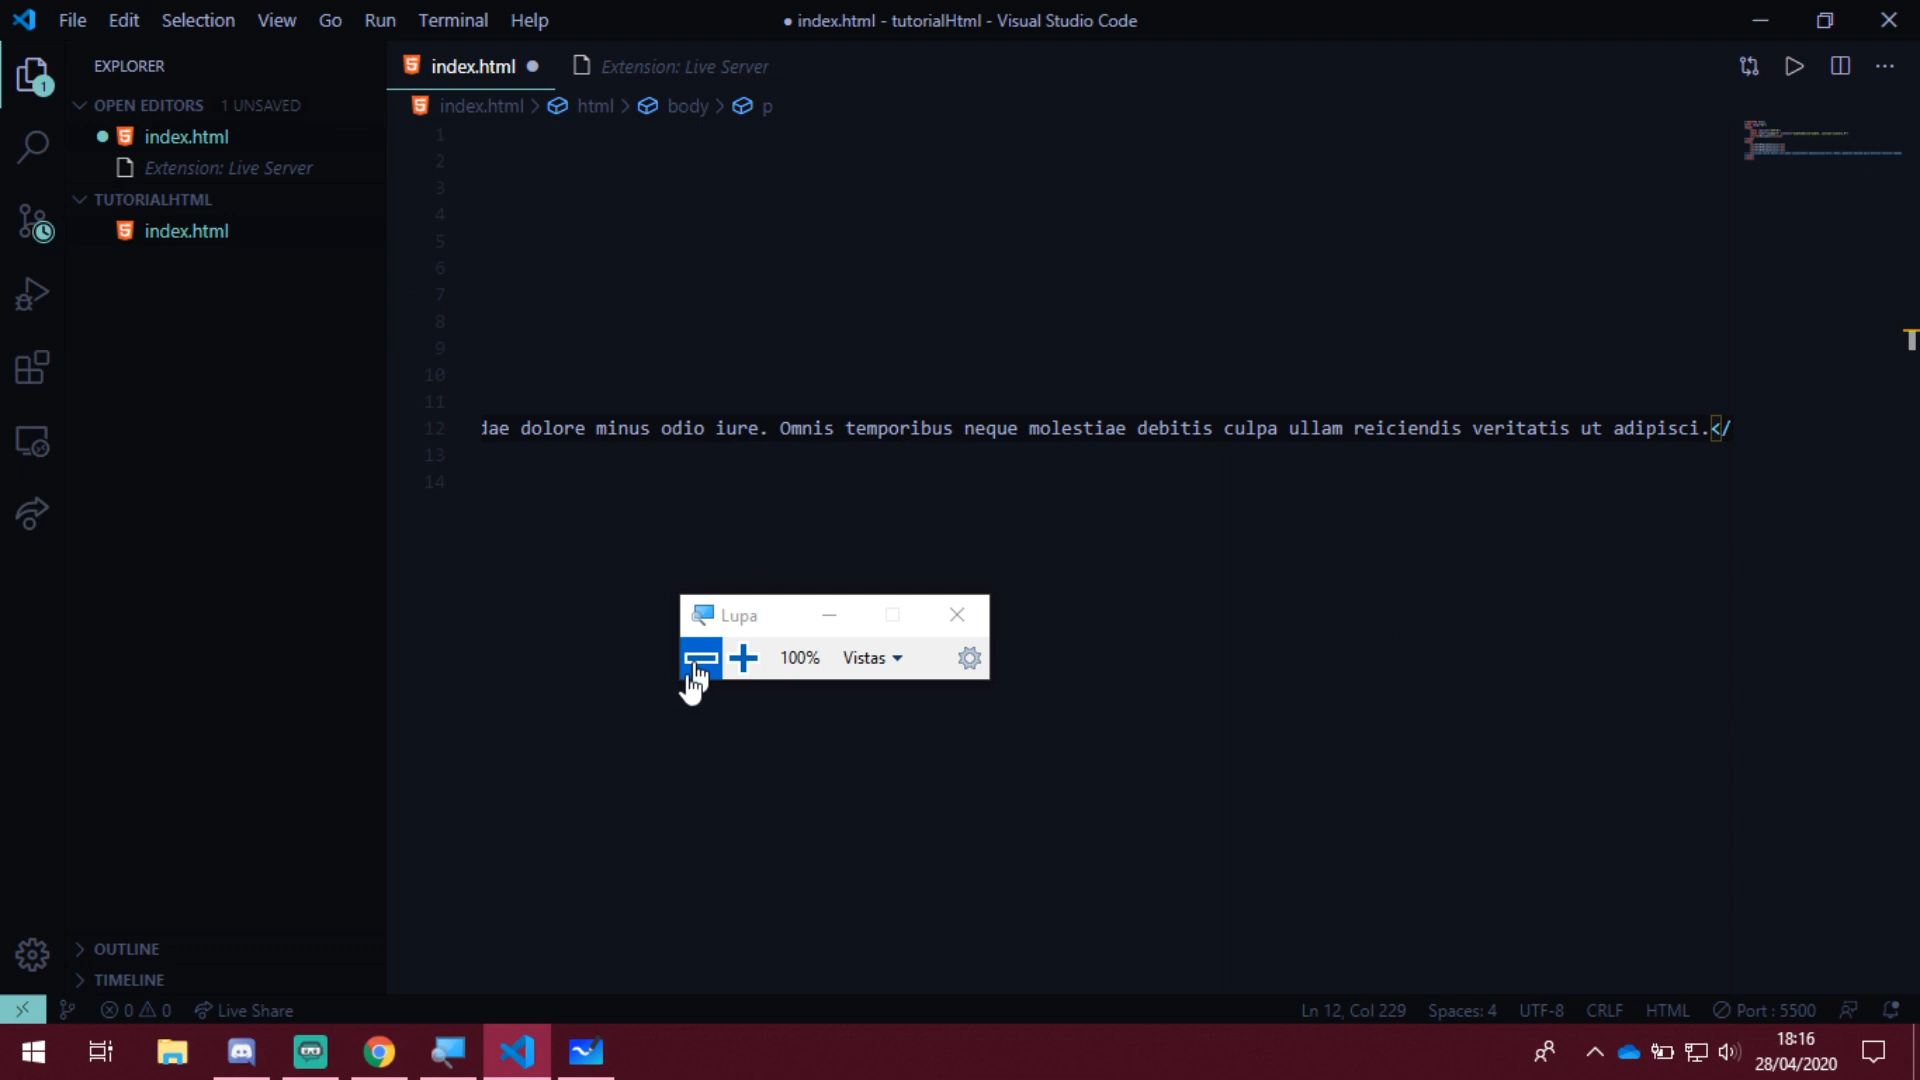 File Edit Selection View Go Run Terminal Help
● index.html - tutorialHtml - Visual Studio Code
EXPLORER
OPEN EDITORS 1 UNSAVED
index.html
Extension: Live Server
TUTORIALHTML
index.html
OUTLINE
TIMELINE
index.html
Extension: Live Server
index.html > html > body > p
1
2
3
4
5
6
7
8
9
10
11
12 dae dolore minus odio iure. Omnis temporibus neque molestiae debitis culpa ullam reiciendis veritatis ut adipisci.</
13
14
Lupa
100% Vistas
0 0 Live Share
Ln 12, Col 229 Spaces: 4 UTF-8 CRLF HTML Port : 5500
18:16
28/04/2020
1